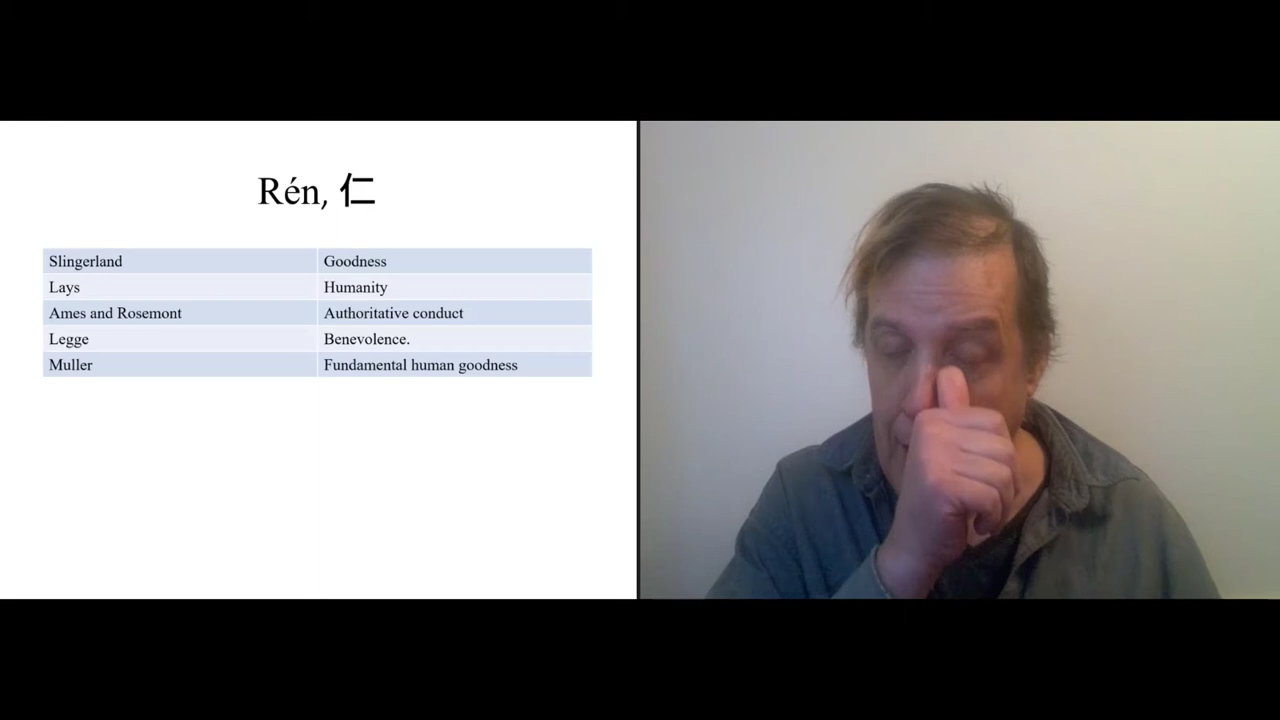 Rén, 仁
Slingerland Goodness
Lays Humanity
Ames and Rosemont Authoritative conduct
Legge Benevolence.
Muller Fundamental human goodness